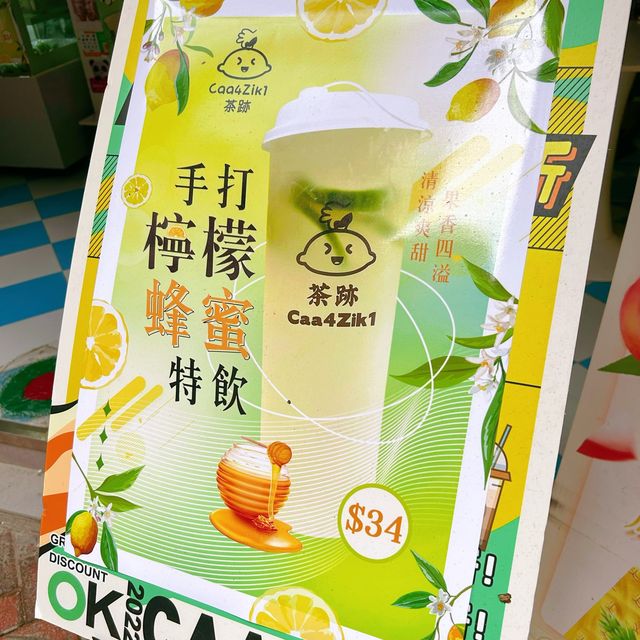 Caa4Zik1
茶跡
手打
檸檬
蜂蜜
特飲
果香四溢
清涼爽甜
茶跡
Caa4Zik1
$34
DISCOUNT
OK
CAA